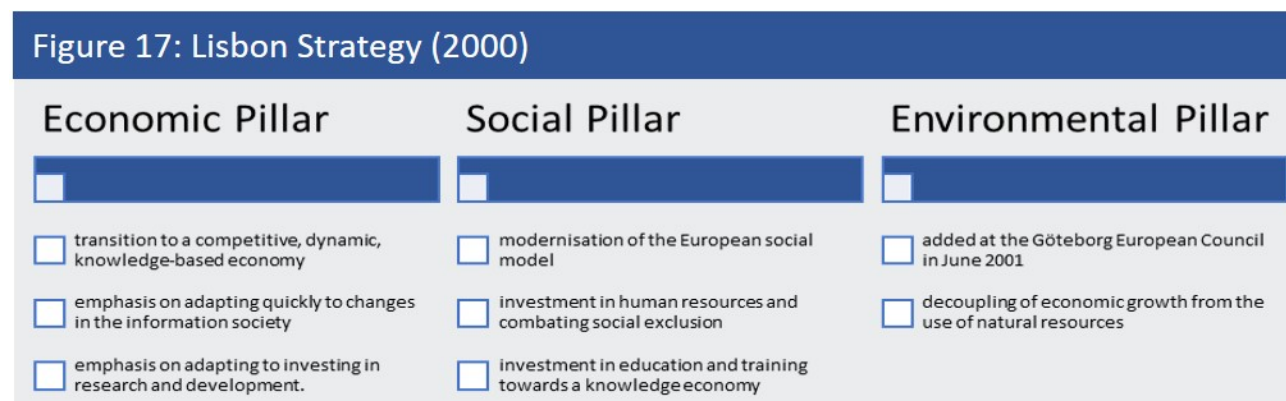 Figure 17: Lisbon Strategy (2000)
Economic Pillar
transition to a competitive, dynamic,
knowledge-based economy
emphasis on adapting quickly to changes
in the information society
emphasis on adapting to investing in
research and development.
Social Pillar
modernisation of the European social
model
investment in human resources and
combating social exclusion
investment in education and training
towards a knowledge economy
Environmental Pillar
added at the Göteborg European Council
in June 2001
decoupling of economic growth from the
use of natural resources